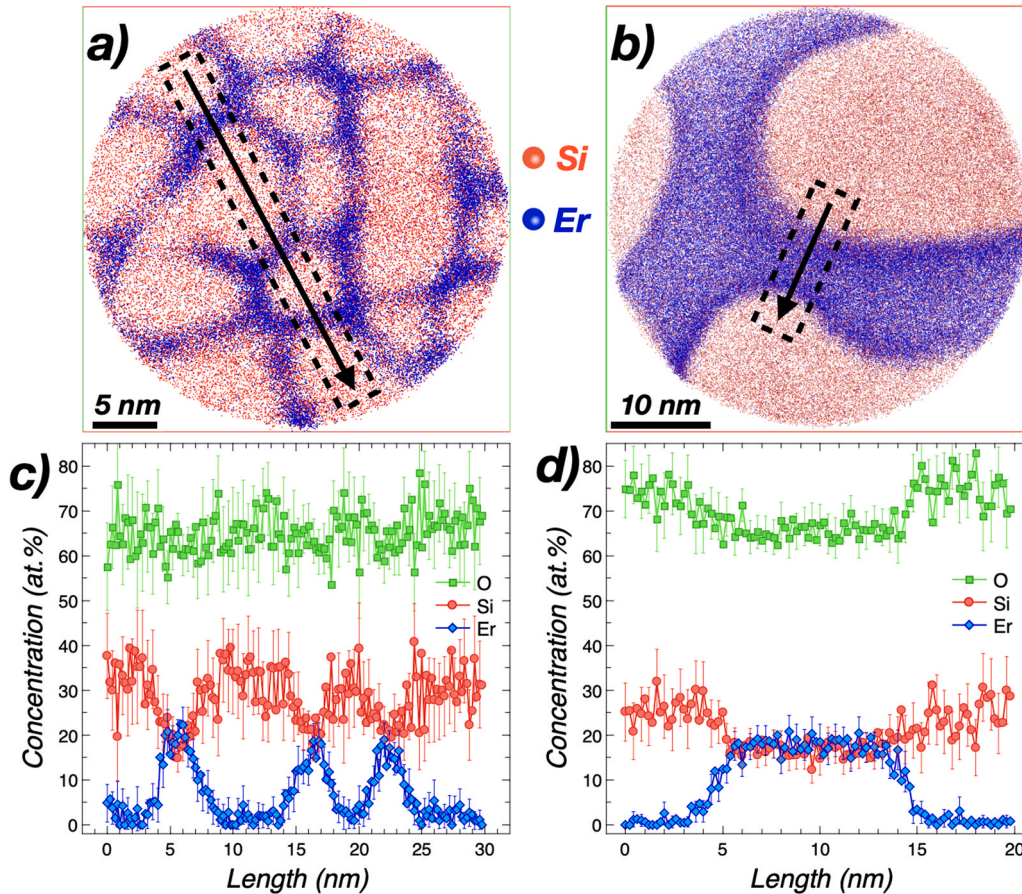 a)
b)
Si
Er
5 nm
10 nm
c)
d)
80
70
60
50
40
30
20
10
0
Concentration (at.%)
O
Si
Er
0 5 10 15 20 25 30
Length (nm)
80
70
60
50
40
30
20
10
0
Concentration (at.%)
O
Si
Er
0 5 10 15 20
Length (nm)